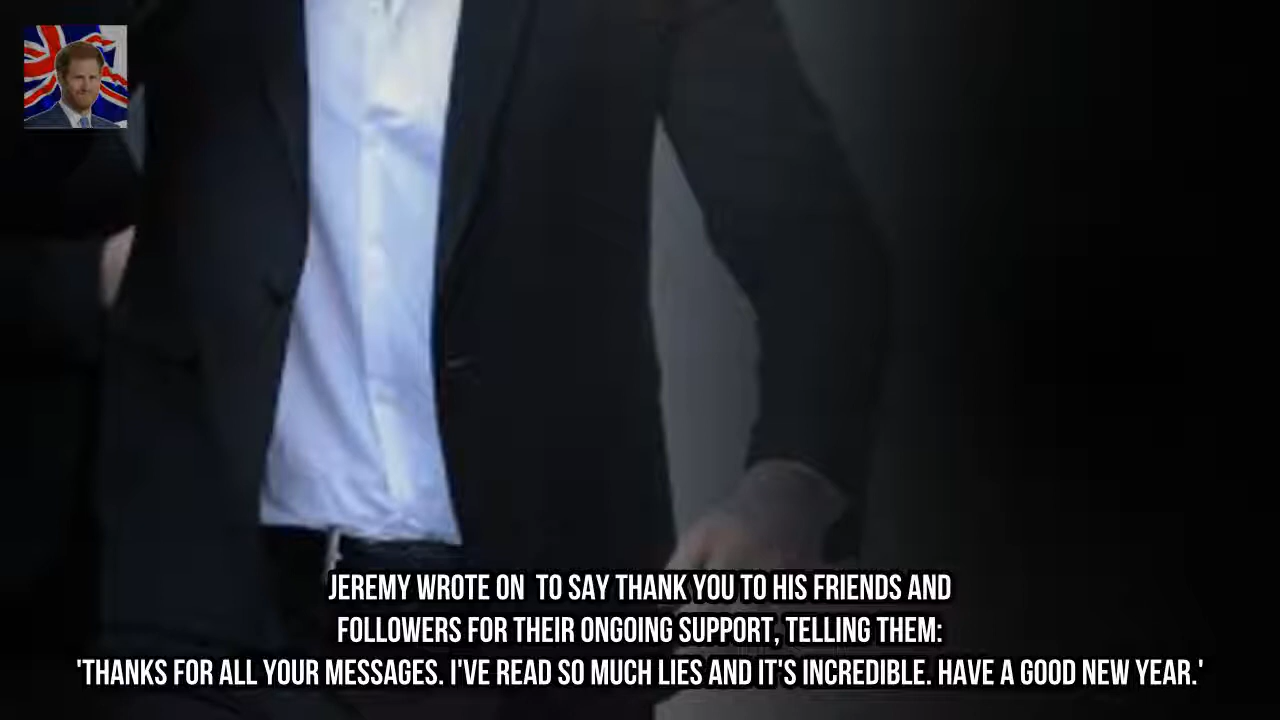 JEREMY WROTE ON  TO SAY THANK YOU TO HIS FRIENDS AND
FOLLOWERS FOR THEIR ONGOING SUPPORT, TELLING THEM:
'THANKS FOR ALL YOUR MESSAGES. I'VE READ SO MUCH LIES AND IT'S INCREDIBLE. HAVE A GOOD NEW YEAR.'